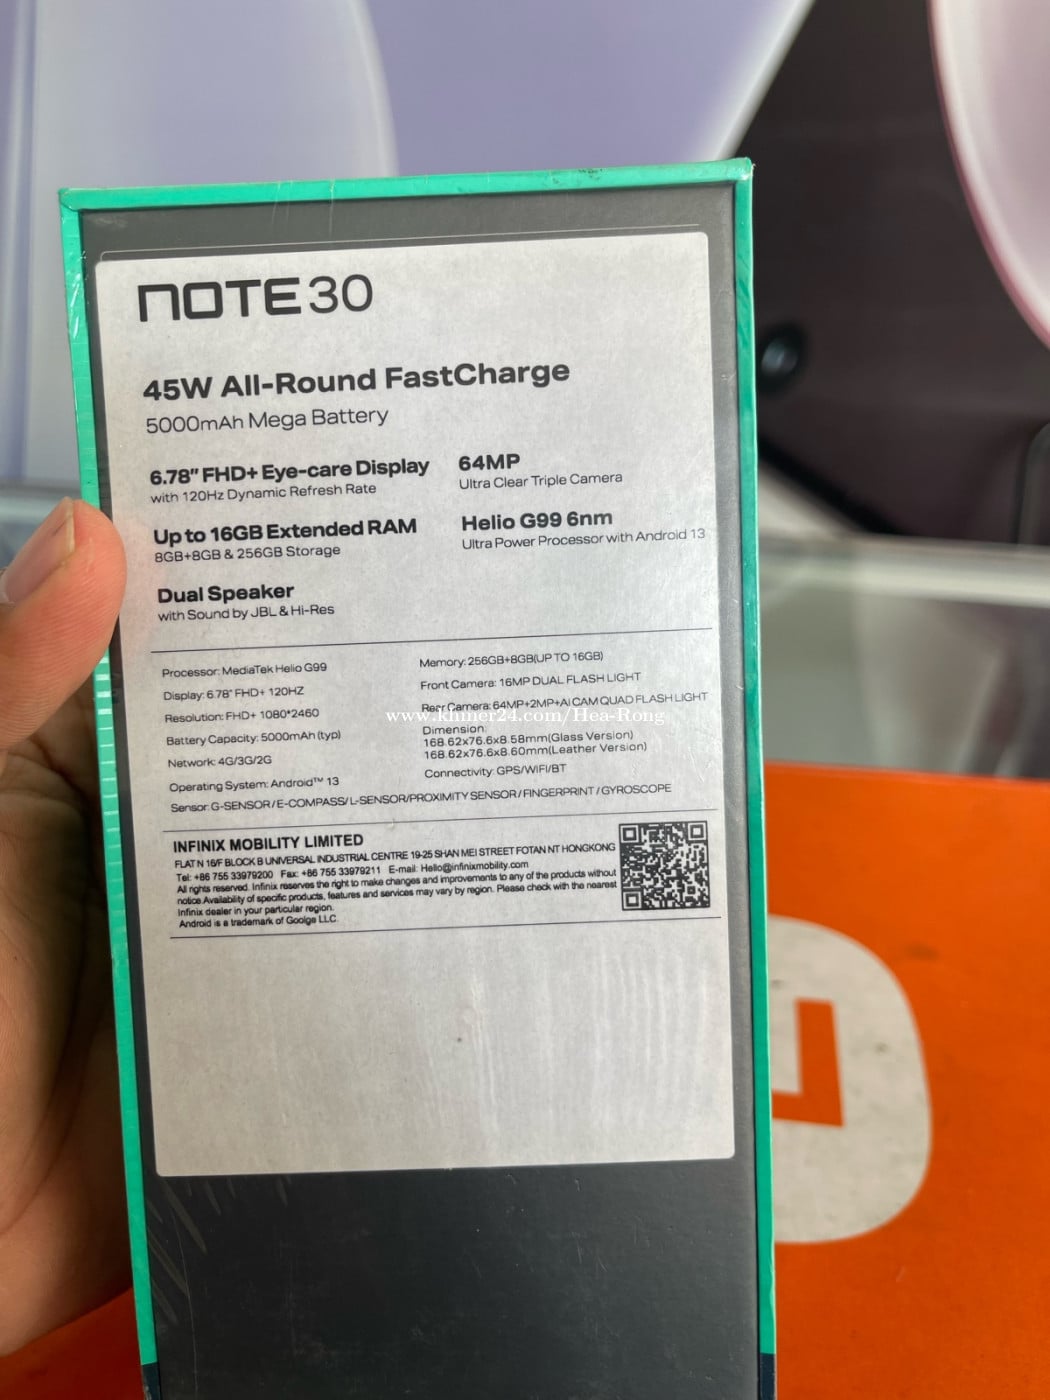 NOTE 30
45W All-Round FastCharge
5000mAh Mega Battery
6.78" FHD+ Eye-care Display
with 120Hz Dynamic Refresh Rate
64MP
Ultra Clear Triple Camera
Up to 16GB Extended RAM
8GB+8GB & 256GB Storage
Helio G99 6nm
Ultra Power Processor with Android 13
Dual Speaker
with Sound by JBL & Hi-Res
Processor: MediaTek Helio G99
Display: 6.78" FHD+ 120HZ
Resolution: FHD+ 1080*2460
Battery Capacity: 5000mAh (typ)
Network: 4G/3G/2G
Operating System: Android™ 13
Memory: 256GB+8GB(UP TO 16GB)
Front Camera: 16MP DUAL FLASH LIGHT
Rear Camera: 64MP+2MP+AI CAM QUAD FLASH LIGHT
www.khmer24.com/Hea-Rong
Dimension:
168.62x76.6x8.58mm(Glass Version)
168.62x76.6x8.60mm(Leather Version)
Connectivity: GPS/WIFI/BT
Sensor: G-SENSOR/E-COMPASS/L-SENSOR/PROXIMITY SENSOR/FINGERPRINT/GYROSCOPE
INFINIX MOBILITY LIMITED
FLAT N 16/F BLOCK B UNIVERSAL INDUSTRIAL CENTRE 19-25 SHAN MEI STREET FOTAN NT HONGKONG
Tel: +86 755 33979200 Fax: +86 755 33979211 E-mail: Hello@infinixmobility.com
All rights reserved. Infinix reserves the right to make changes and improvements to any of the products without
notice.Availability of specific products, features and services may vary by region. Please check with the nearest
Infinix dealer in your particular region.
Android is a trademark of Goolge LLC.